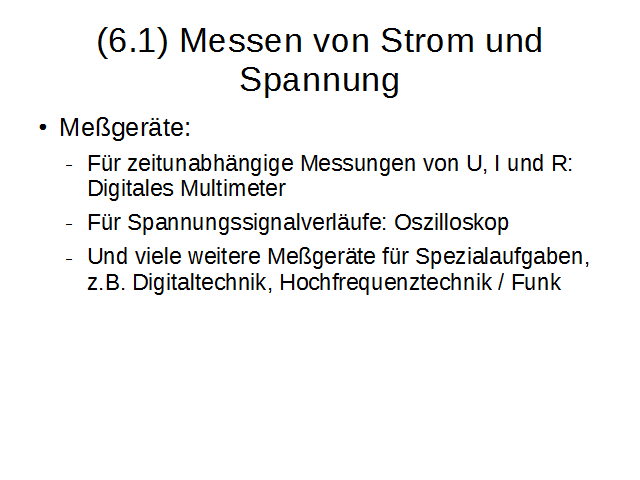 (6.1) Messen von Strom und
Spannung
• Meßgeräte:
– Für zeitunabhängige Messungen von U, I und R:
Digitales Multimeter
– Für Spannungssignalverläufe: Oszilloskop
– Und viele weitere Meßgeräte für Spezialaufgaben,
z.B. Digitaltechnik, Hochfrequenztechnik / Funk